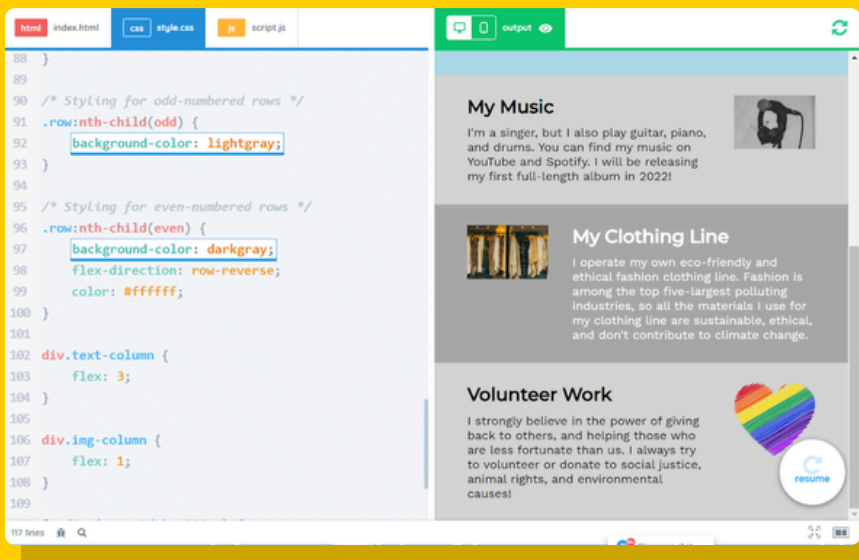 html index.html css style.css js script.js
output
88 }
89
90 /* Styling for odd-numbered rows */
91 .row:nth-child(odd) {
92 background-color: lightgray;
93 }
94
95 /* Styling for even-numbered rows */
96 .row:nth-child(even) {
97 background-color: darkgray;
98 flex-direction: row-reverse;
99 color: #ffffff;
100 }
101
102 div.text-column {
103 flex: 3;
104 }
105
106 div.img-column {
107 flex: 1;
108 }
109
117 lines
My Music
I'm a singer, but I also play guitar, piano,
and drums. You can find my music on
YouTube and Spotify. I will be releasing
my first full-length album in 2022!
My Clothing Line
I operate my own eco-friendly and
ethical fashion clothing line. Fashion is
among the top five-largest polluting
industries, so all the materials I use for
my clothing line are sustainable, ethical,
and don't contribute to climate change.
Volunteer Work
I strongly believe in the power of giving
back to others, and helping those who
are less fortunate than us. I always try
to volunteer or donate to social justice,
animal rights, and environmental
causes!
resume